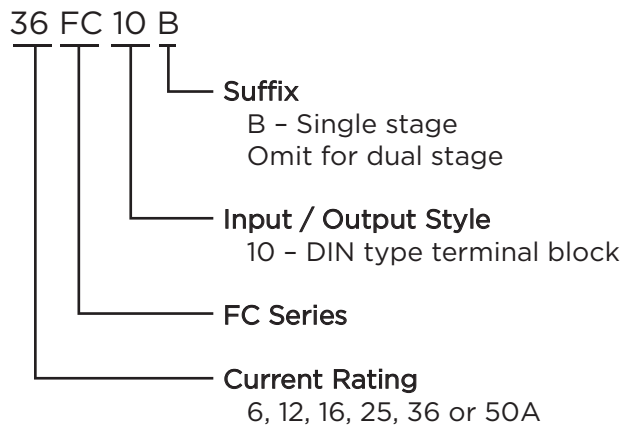 36 FC 10 B
Suffix
B – Single stage
Omit for dual stage
Input / Output Style
10 – DIN type terminal block
FC Series
Current Rating
6, 12, 16, 25, 36 or 50A